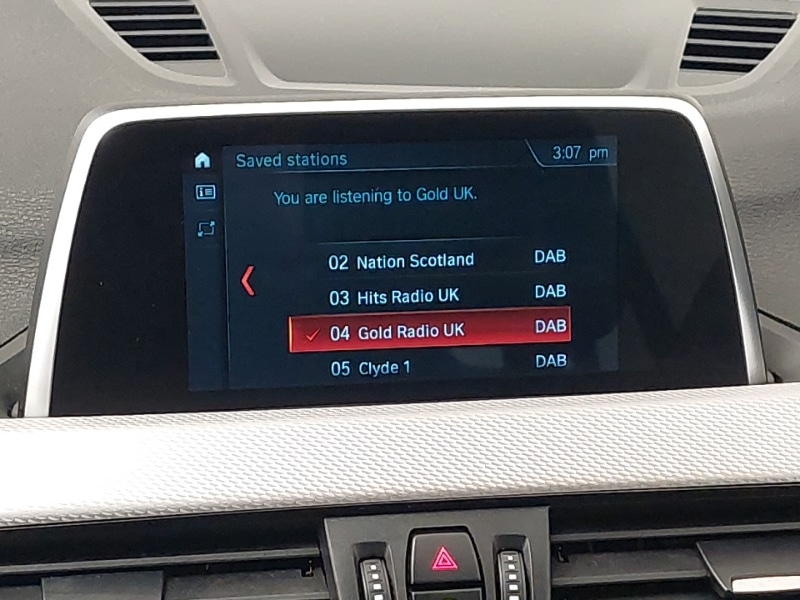 Saved stations 3:07 pm
You are listening to Gold UK.
02 Nation Scotland DAB
03 Hits Radio UK DAB
04 Gold Radio UK DAB
05 Clyde 1 DAB